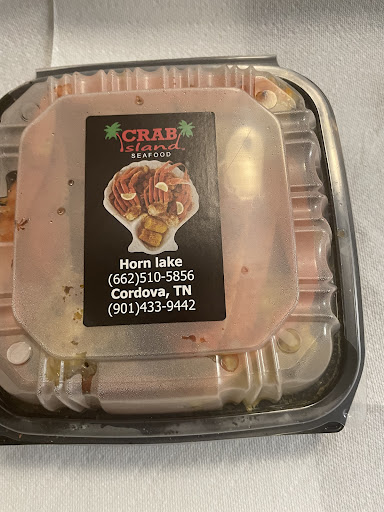 CRAB
Island
SEAFOOD
Horn lake
(662)510-5856
Cordova, TN
(901)433-9442